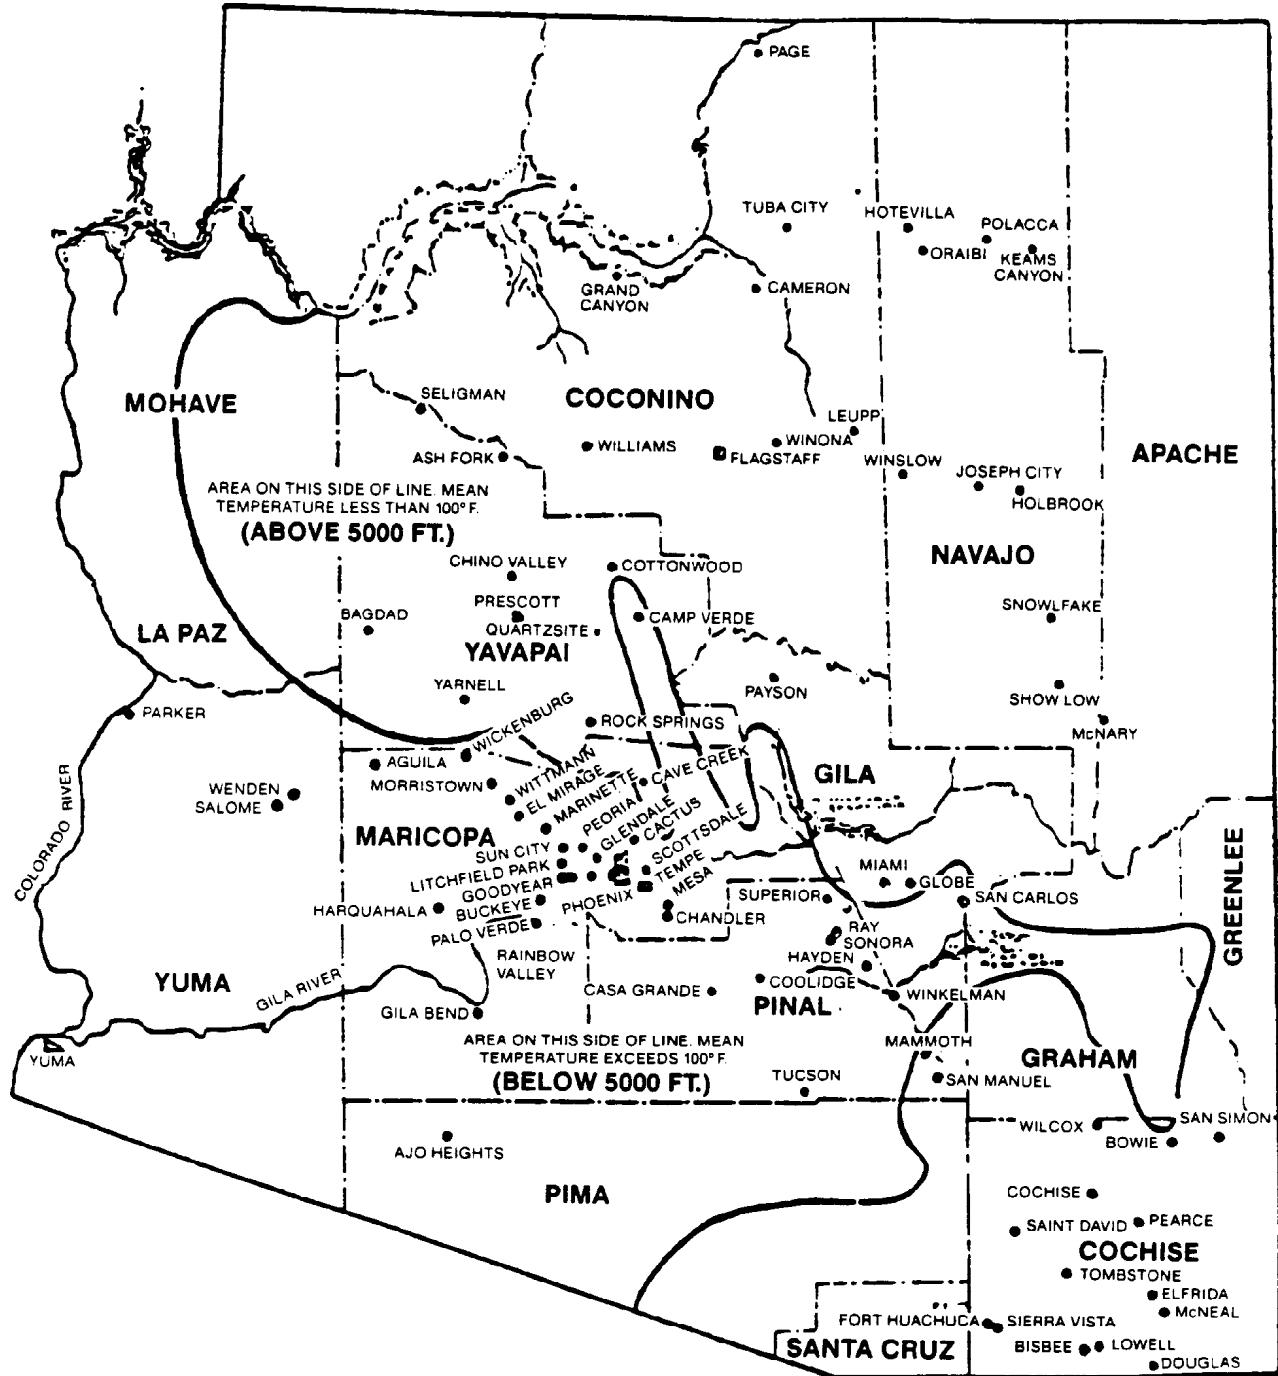 PAGE
TUBA CITY
HOTEVILLA
POLACCA
ORAIBI
KEAMS
CANYON
GRAND
CANYON
CAMERON
MOHAVE
SELIGMAN
COCONINO
LEUPP
ASH FORK
WILLIAMS
WINONA
FLAGSTAFF
WINSLOW
JOSEPH CITY
HOLBROOK
APACHE
AREA ON THIS SIDE OF LINE. MEAN
TEMPERATURE LESS THAN 100° F.
(ABOVE 5000 FT.)
NAVAJO
CHINO VALLEY
COTTONWOOD
PRESCOTT
BAGDAD
QUARTZSITE
CAMP VERDE
SNOWLFAKE
LA PAZ
YAVAPAI
YARNELL
PAYSON
SHOW LOW
PARKER
WICKENBURG
ROCK SPRINGS
McNARY
AGUILA
MORRISTOWN
WITTMANN
EL MIRAGE
MARINETTE
CAVE CREEK
GILA
WENDEN
SALOME
COLORADO RIVER
MARICOPA
PEORIA
GLENDALE
CACTUS
SCOTTSDALE
SUN CITY
LITCHFIELD PARK
GOODYEAR
BUCKEYE
PHOENIX
TEMPE
MESA
CHANDLER
GREENLEE
MIAMI
GLOBE
SUPERIOR
SAN CARLOS
HARQUAHALA
PALO VERDE
RAINBOW
VALLEY
RAY
SONORA
HAYDEN
YUMA
GILA RIVER
CASA GRANDE
COOLIDGE
PINAL
WINKELMAN
GILA BEND
AREA ON THIS SIDE OF LINE. MEAN
TEMPERATURE EXCEEDS 100° F.
(BELOW 5000 FT.)
MAMMOTH
GRAHAM
YUMA
TUCSON
SAN MANUEL
WILCOX
SAN SIMON
BOWIE
AJO HEIGHTS
PIMA
COCHISE
SAINT DAVID
PEARCE
COCHISE
TOMBSTONE
ELFRIDA
McNEAL
FORT HUACHUCA
SIERRA VISTA
SANTA CRUZ
BISBEE
LOWELL
DOUGLAS